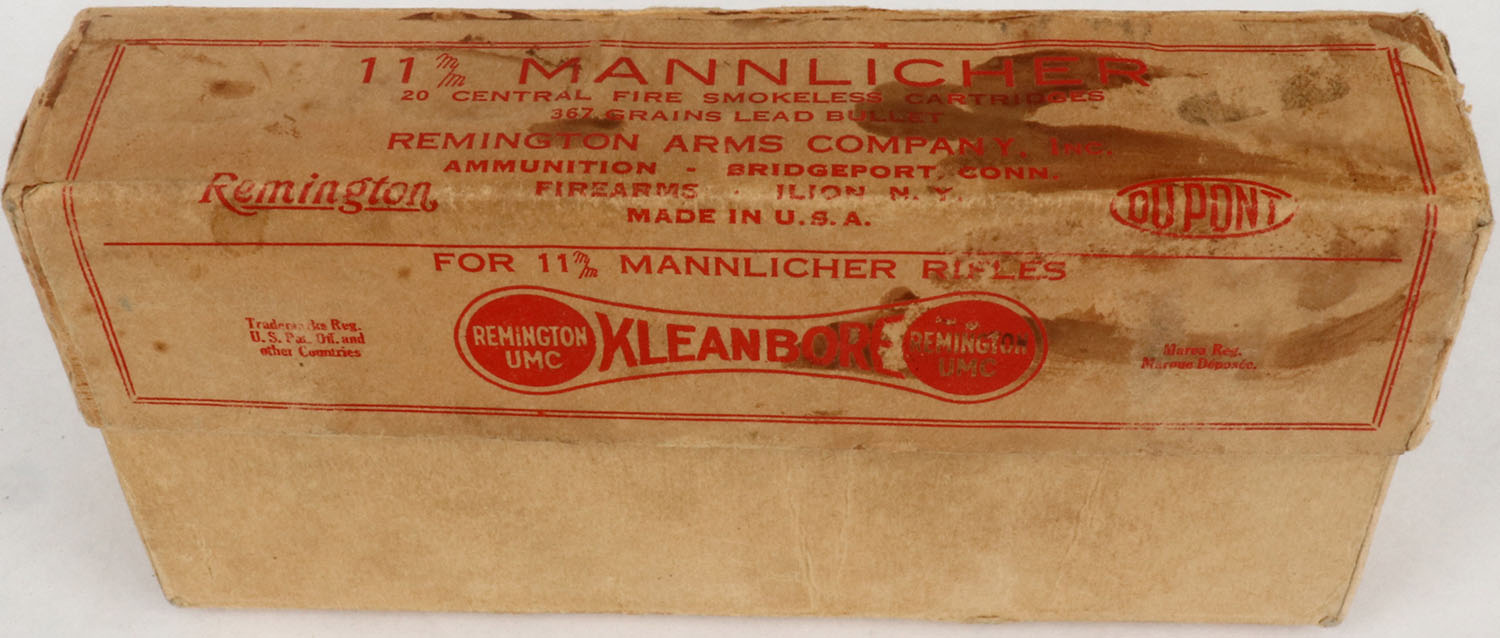 11 m/m MANNLICHER
20 CENTRAL FIRE SMOKELESS CARTRIDGES
367 GRAINS LEAD BULLET
REMINGTON ARMS COMPANY, INC.
AMMUNITION - BRIDGEPORT, CONN.
FIREARMS - ILION N. Y.
MADE IN U.S.A.
Remington
DU PONT
FOR 11 m/m MANNLICHER RIFLES
Trademarks Reg.
U. S. Pat. Off. and
other Countries
REMINGTON
UMC
KLEANBORE
REMINGTON
UMC
Marca Reg.
Marque Déposée.